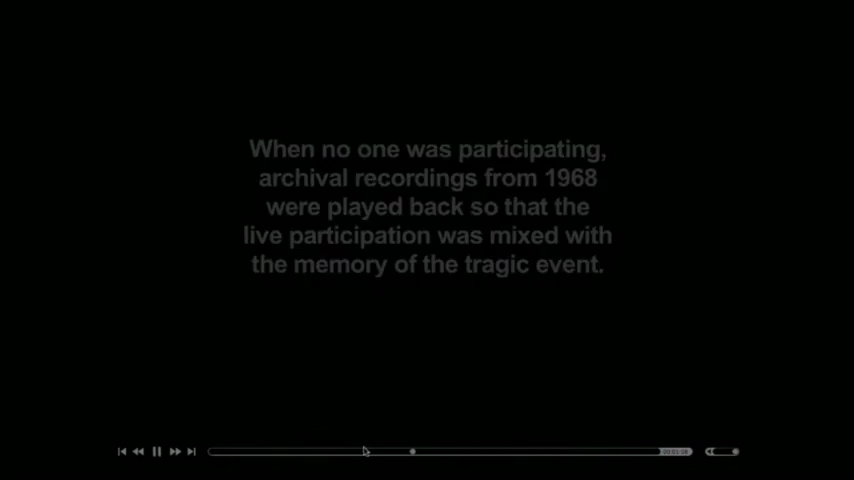 When no one was participating,
archival recordings from 1968
were played back so that the
live participation was mixed with
the memory of the tragic event.